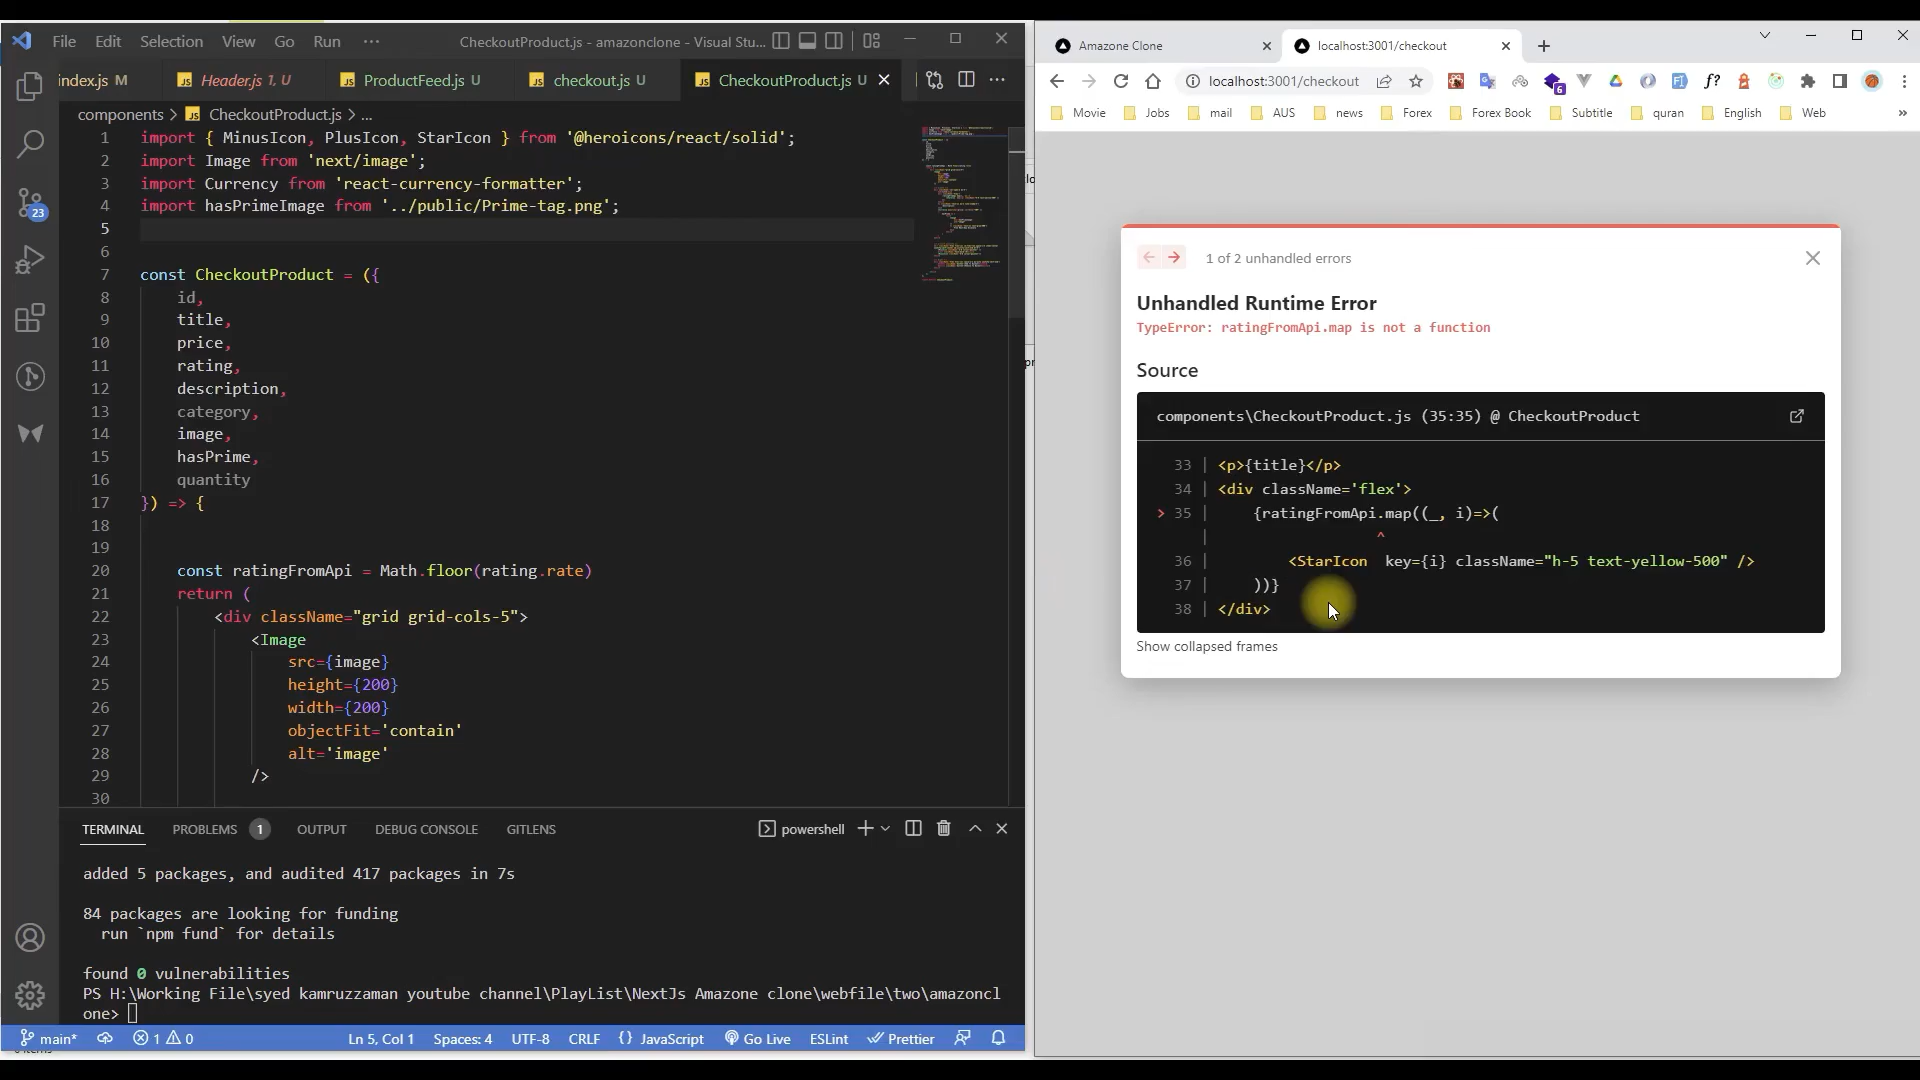 File Edit Selection View Go Run ··· CheckoutProduct.js - amazonclone - Visual Stu...
index.js M Header.js 1, U ProductFeed.js U checkout.js U CheckoutProduct.js U
components > CheckoutProduct.js > ...
1 import { MinusIcon, PlusIcon, StarIcon } from '@heroicons/react/solid';
2 import Image from 'next/image';
3 import Currency from 'react-currency-formatter';
4 import hasPrimeImage from '../public/Prime-tag.png';
5
6
7 const CheckoutProduct = ({
8 id,
9 title,
10 price,
11 rating,
12 description,
13 category,
14 image,
15 hasPrime,
16 quantity
17 }) => {
18
19
20 const ratingFromApi = Math.floor(rating.rate)
21 return (
22 <div className="grid grid-cols-5">
23 <Image
24 src={image}
25 height={200}
26 width={200}
27 objectFit='contain'
28 alt='image'
29 />
30
23
TERMINAL PROBLEMS 1 OUTPUT DEBUG CONSOLE GITLENS powershell
added 5 packages, and audited 417 packages in 7s
84 packages are looking for funding
run `npm fund` for details
found 0 vulnerabilities
PS H:\Working File\syed kamruzzaman youtube channel\PlayList\NextJs Amazone clone\webfile\two\amazoncl
one>
main* 1 0 Ln 5, Col 1 Spaces: 4 UTF-8 CRLF {} JavaScript Go Live ESLint Prettier
Amazone Clone localhost:3001/checkout
localhost:3001/checkout
6
Movie Jobs mail AUS news Forex Forex Book Subtitle quran English Web »
1 of 2 unhandled errors
Unhandled Runtime Error
TypeError: ratingFromApi.map is not a function
Source
components\CheckoutProduct.js (35:35) @ CheckoutProduct
33 | <p>{title}</p>
34 | <div className='flex'>
> 35 | {ratingFromApi.map((_, i)=>(
| ^
36 | <StarIcon key={i} className="h-5 text-yellow-500" />
37 | ))}
38 | </div>
Show collapsed frames